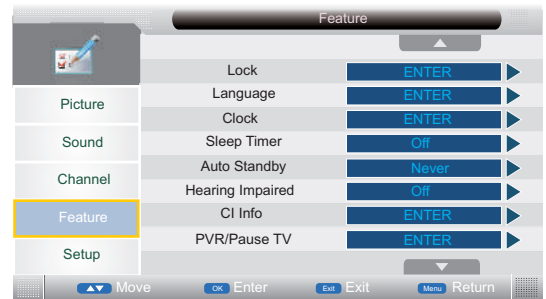 Feature
Picture
Sound
Channel
Feature
Setup
Lock ENTER
Language ENTER
Clock ENTER
Sleep Timer Off
Auto Standby Never
Hearing Impaired Off
CI Info ENTER
PVR/Pause TV ENTER
▲▼ Move OK Enter Exit Exit Menu Return